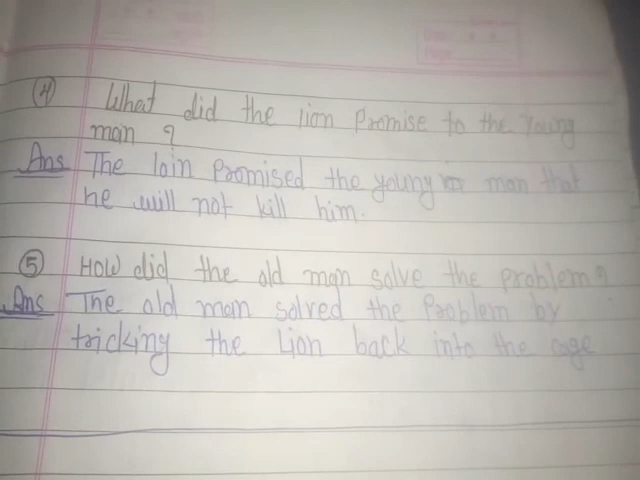 ④ What did the lion Promise to the Young
man ?
Ans The loin Promised the young man that
he will not kill him.
⑤ How did the old man solve the problem?
Ans The old man solved the Problem by
tricking the Lion back into the cage